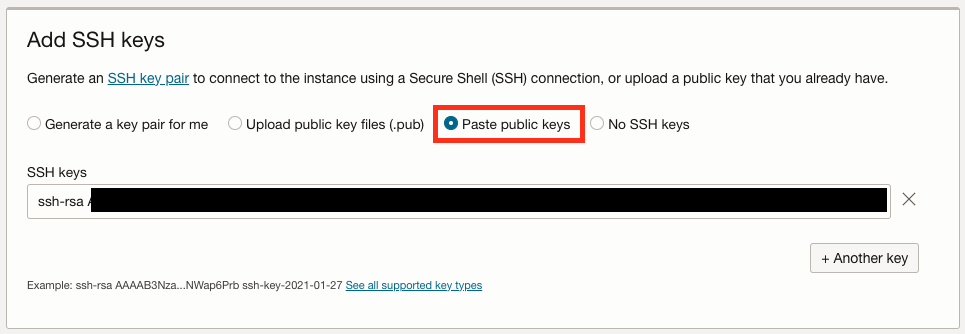 Add SSH keys
Generate an SSH key pair to connect to the instance using a Secure Shell (SSH) connection, or upload a public key that you already have.
Generate a key pair for me Upload public key files (.pub) Paste public keys No SSH keys
SSH keys
ssh-rsa
+ Another key
Example: ssh-rsa AAAAB3Nza...NWap6Prb ssh-key-2021-01-27 See all supported key types